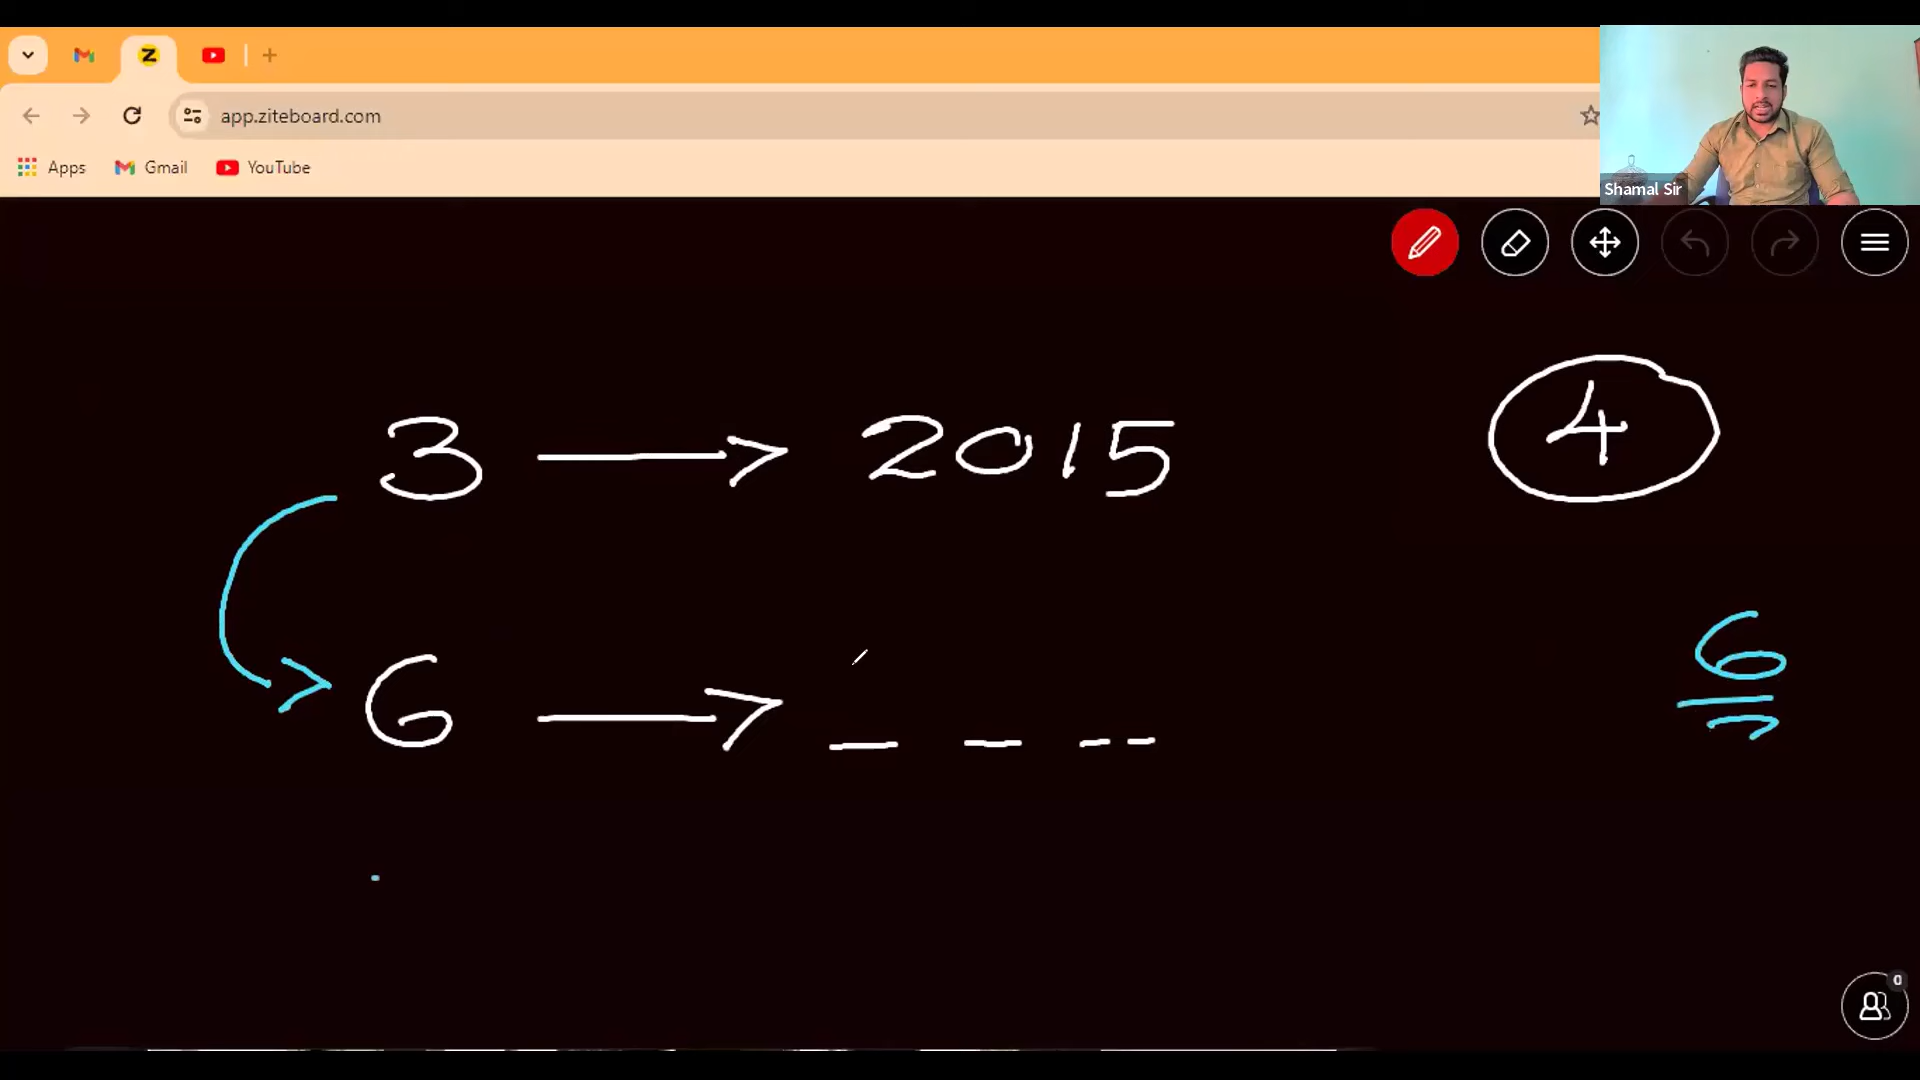 app.ziteboard.com
Apps Gmail YouTube
Shamal Sir
3 → 2015
4
6 → _ _ _ _
6
0